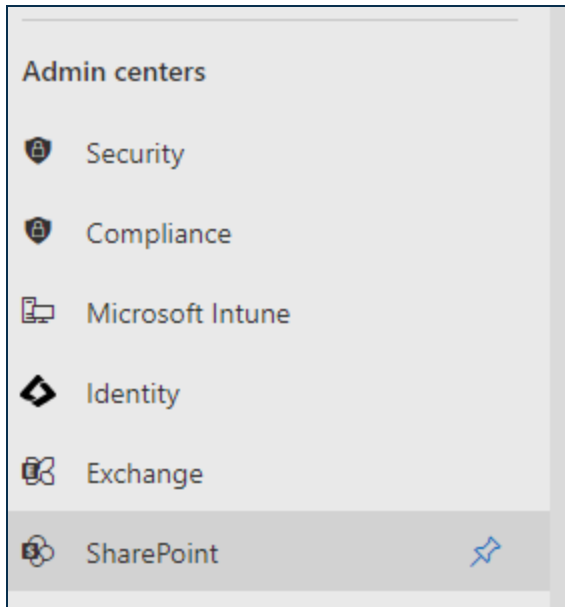 Admin centers
Security
Compliance
Microsoft Intune
Identity
Exchange
SharePoint